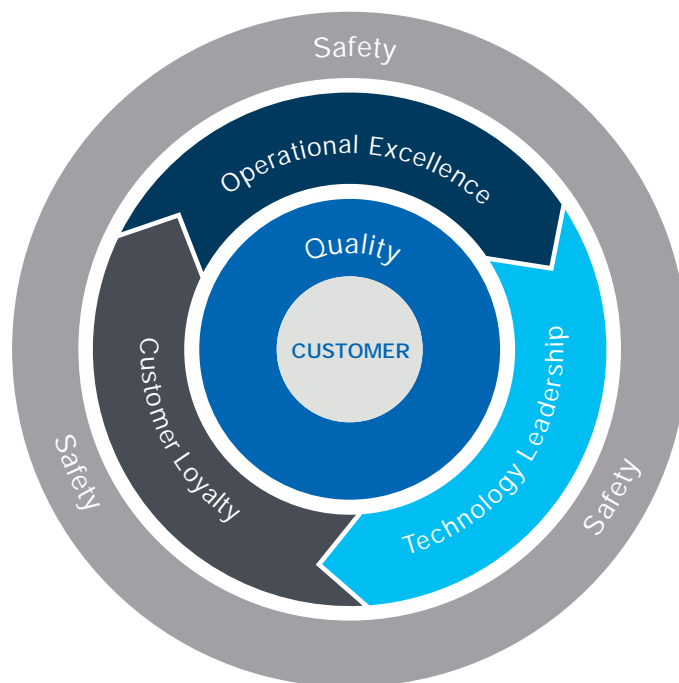 Safety
Operational Excellence
Quality
CUSTOMER
Technology Leadership
Customer Loyalty
Safety
Safety